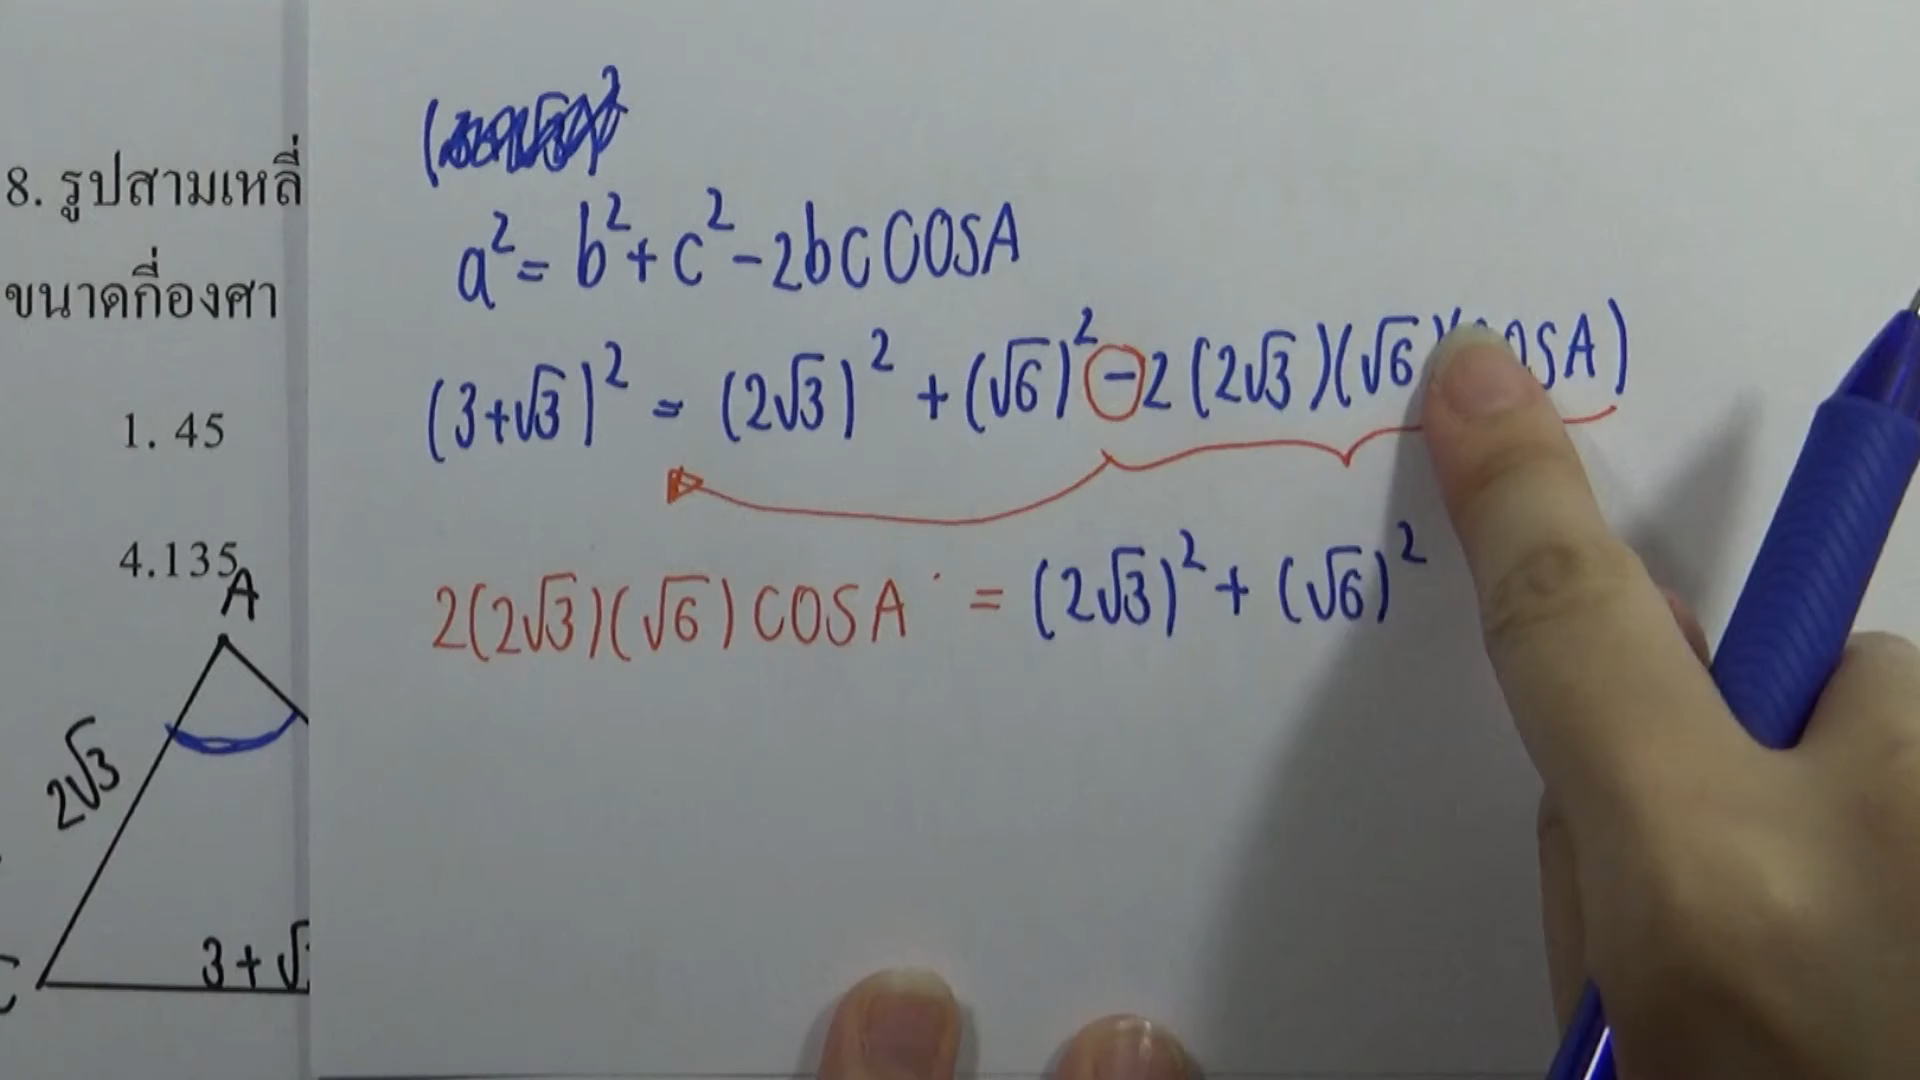 8. รูปสามเหลี่
ขนาดกี่องศา
1. 45
4.135
A
2√3
C
3+√
a²= b²+c²-2bc COSA
(3+√3)² = (2√3)² + (√6)² -2(2√3)(√6)(COSA)
2(2√3)(√6) COSA = (2√3)² + (√6)²